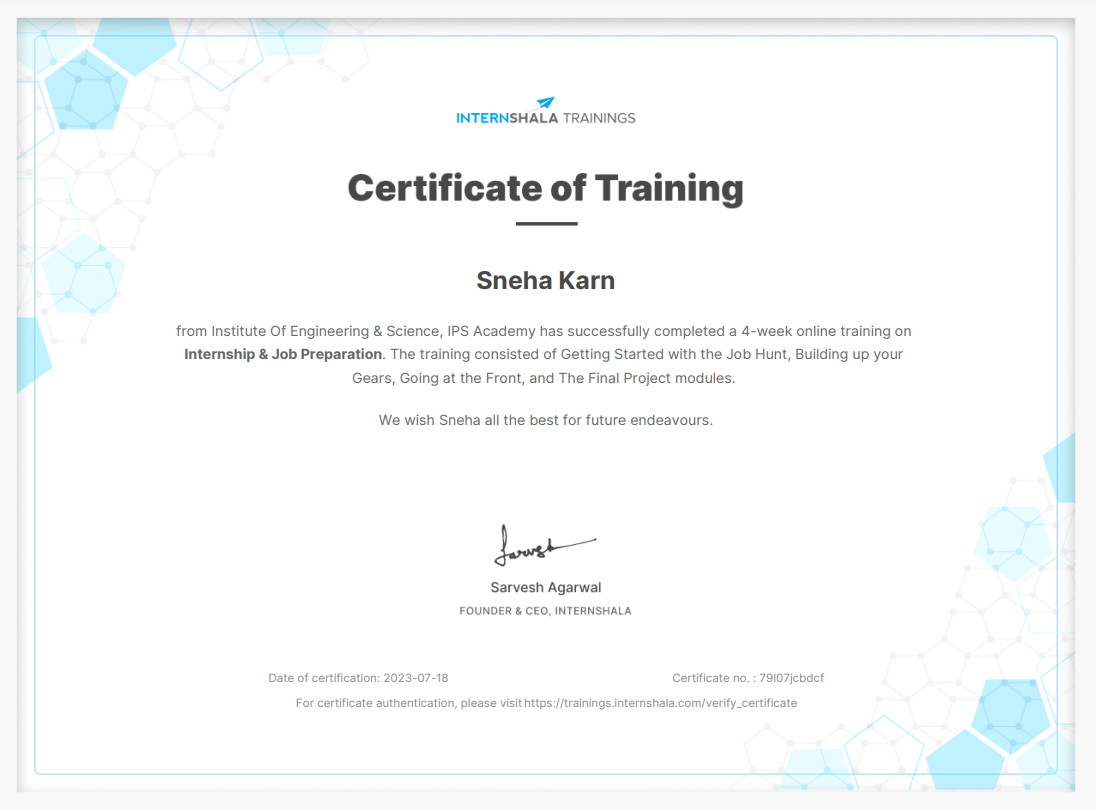 INTERNSHALA TRAININGS
Certificate of Training
Sneha Karn
from Institute Of Engineering & Science, IPS Academy has successfully completed a 4-week online training on
Internship & Job Preparation. The training consisted of Getting Started with the Job Hunt, Building up your
Gears, Going at the Front, and The Final Project modules.
We wish Sneha all the best for future endeavours.
Sarvesh
Sarvesh Agarwal
FOUNDER & CEO, INTERNSHALA
Date of certification: 2023-07-18 Certificate no. : 79l07jcbdcf
For certificate authentication, please visit https://trainings.internshala.com/verify_certificate